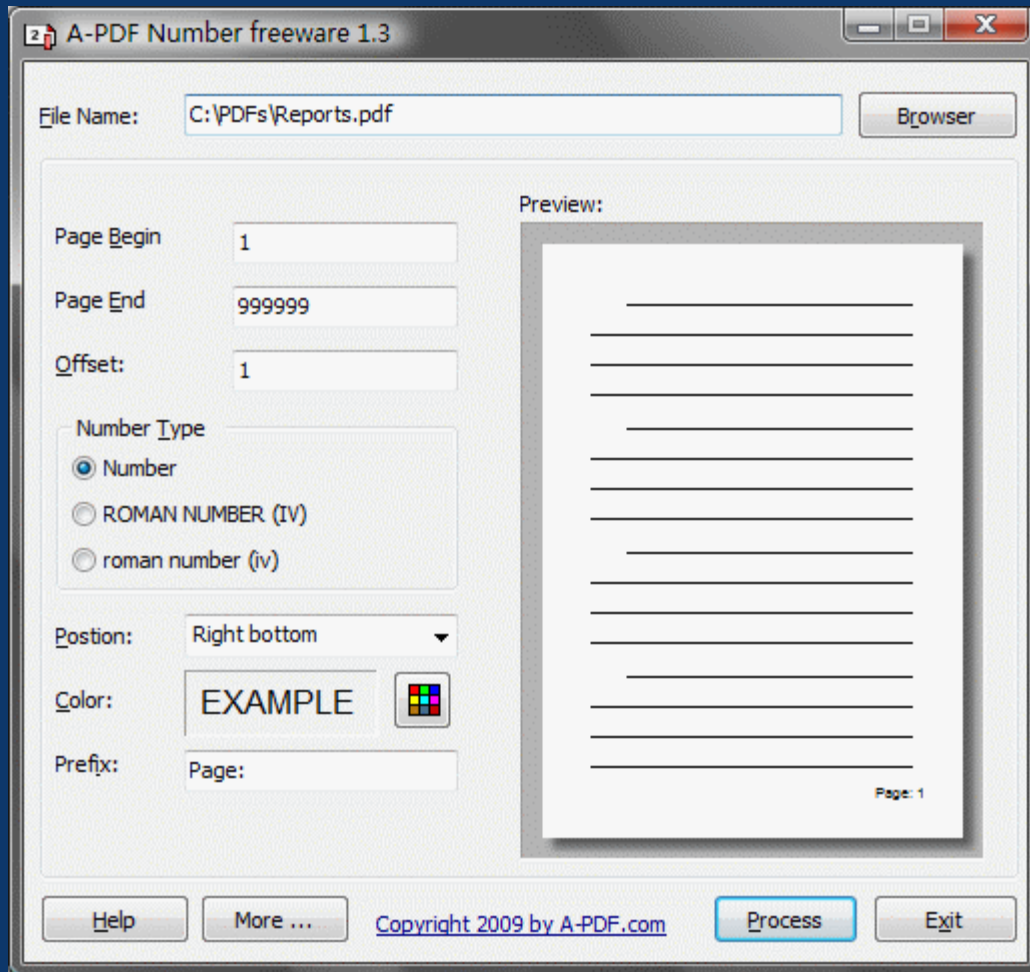 A-PDF Number freeware 1.3
File Name: C:\PDFs\Reports.pdf Browser
Preview:
Page Begin 1
Page End 999999
Offset: 1
Number Type
Number
ROMAN NUMBER (IV)
roman number (iv)
Postion: Right bottom
Color: EXAMPLE
Prefix: Page:
Page: 1
Help More ... Copyright 2009 by A-PDF.com Process Exit